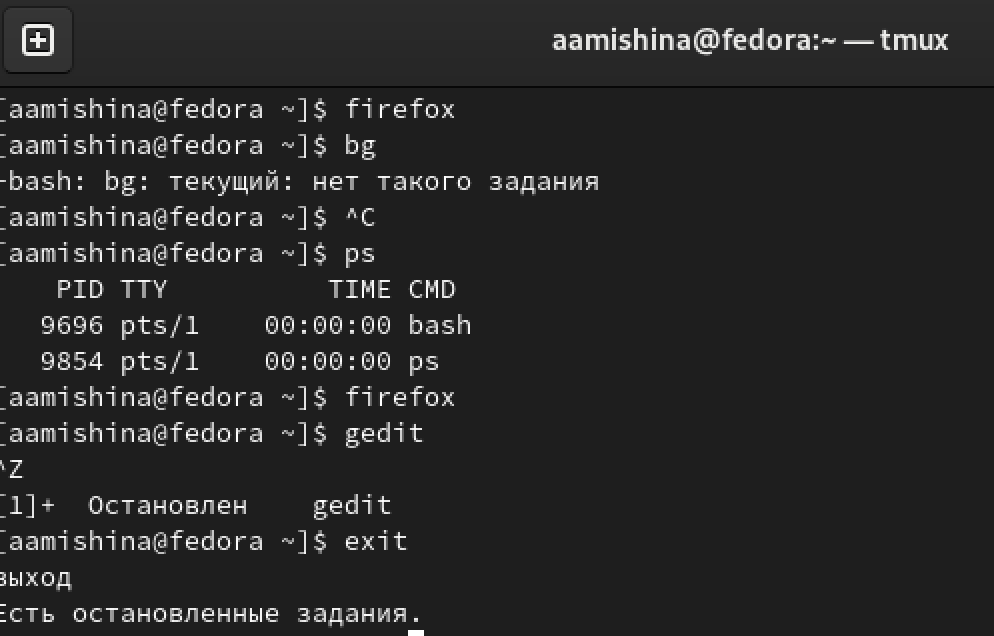 aamishina@fedora:~ — tmux
[aamishina@fedora ~]$ firefox
[aamishina@fedora ~]$ bg
-bash: bg: текущий: нет такого задания
[aamishina@fedora ~]$ ^C
[aamishina@fedora ~]$ ps
    PID TTY          TIME CMD
   9696 pts/1    00:00:00 bash
   9854 pts/1    00:00:00 ps
[aamishina@fedora ~]$ firefox
[aamishina@fedora ~]$ gedit
^Z
[1]+  Остановлен    gedit
[aamishina@fedora ~]$ exit
выход
Есть остановленные задания.